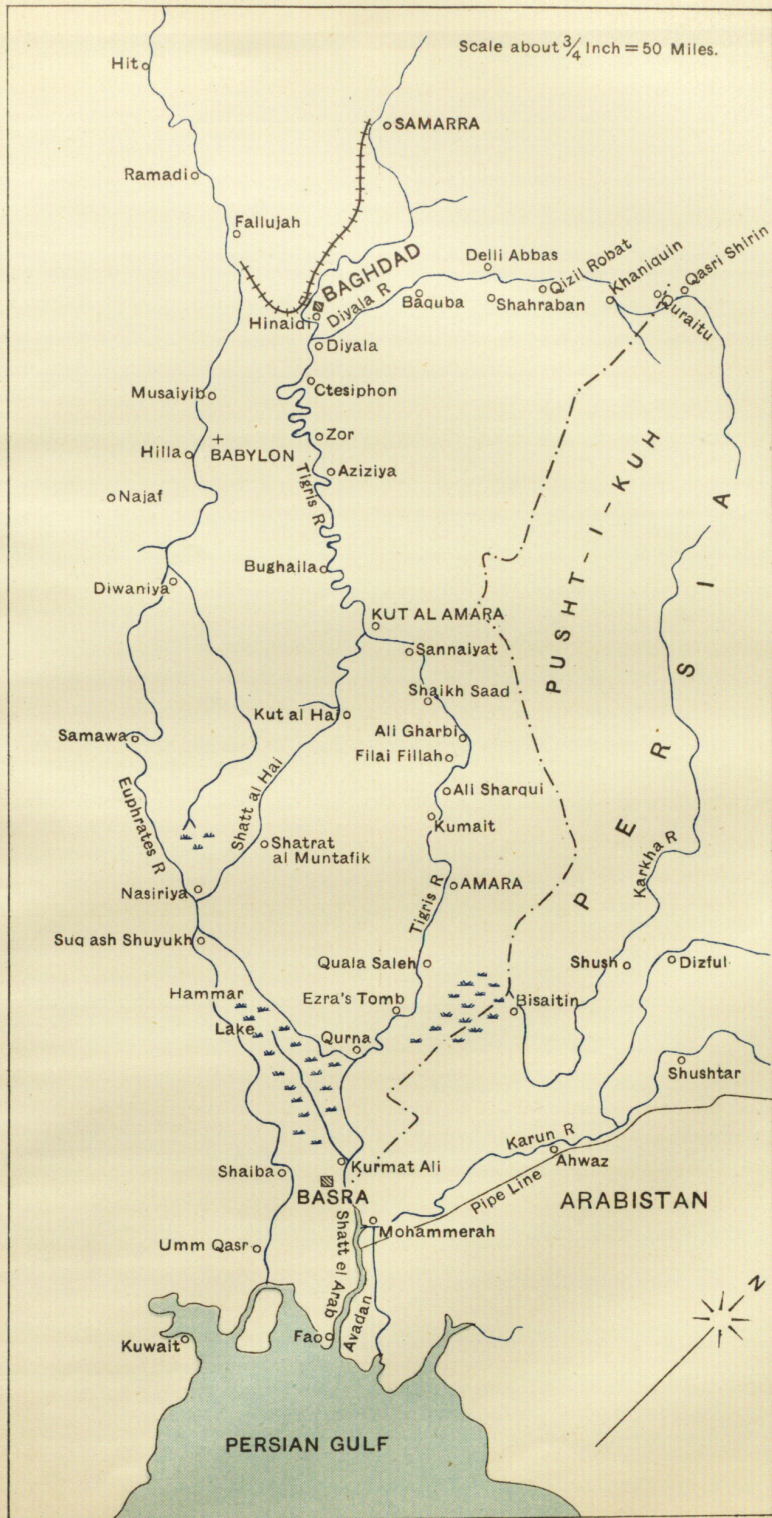 Scale about 3/4 Inch = 50 Miles.
Hit
SAMARRA
Ramadi
Fallujah
BAGHDAD
Diyala R
Delli Abbas
Qizil Robat
Khaniquin
Qasri Shirin
Quraitu
Baquba
Shahraban
Hinaidi
Diyala
Ctesiphon
Musaiyib
Zor
Hilla
BABYLON
Aziziya
Najaf
Tigris R
PUSHT-I-KUH
PERSIA
Bughaila
Diwaniya
KUT AL AMARA
Sannaiyat
Shaikh Saad
Kut al Hai
Samawa
Ali Gharbi
Filai Fillah
Ali Sharqui
Shatt al Hai
Euphrates R
Kumait
Shatrat
al Muntafik
Karkha R
Nasiriya
AMARA
Tigris R
Suq ash Shuyukh
Quala Saleh
Shush
Dizful
Hammar
Lake
Ezra's Tomb
Bisaitin
Qurna
Shushtar
Karun R
Kurmat Ali
Ahwaz
Shaiba
BASRA
Pipe Line
ARABISTAN
Mohammerah
Umm Qasr
Shatt el Arab
Avadan
N
Kuwait
Fao
PERSIAN GULF